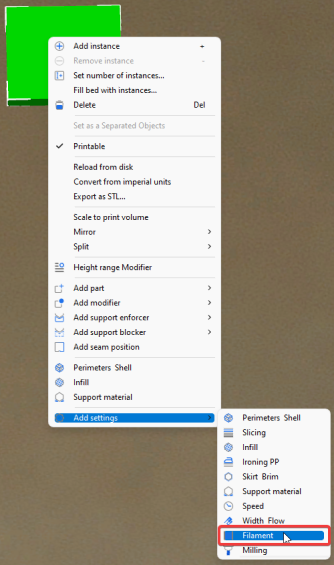 Add instance +
Remove instance -
Set number of instances...
Fill bed with instances...
Delete Del
Set as a Separated Objects
Printable
Reload from disk
Convert from imperial units
Export as STL...
Scale to print volume
Mirror
Split
Height range Modifier
Add part
Add modifier
Add support enforcer
Add support blocker
Add seam position
Perimeters Shell
Infill
Support material
Add settings
Perimeters Shell
Slicing
Infill
Ironing PP
Skirt Brim
Support material
Speed
Width Flow
Filament
Milling